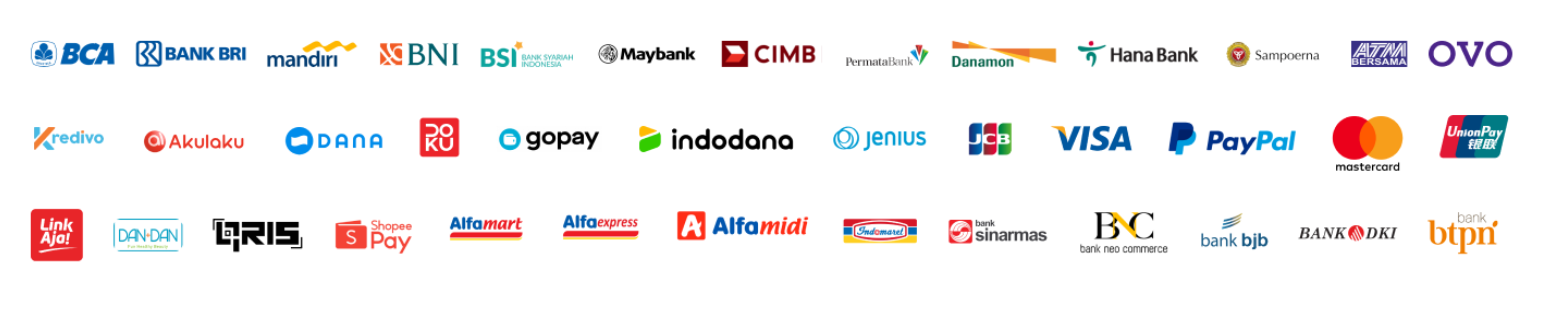 BCA BANK BRI mandiri BNI BSI BANK SYARIAH INDONESIA Maybank CIMB PermataBank Danamon Hana Bank Sampoerna ATM BERSAMA OVO
Kredivo Akulaku DANA DOKU gopay indodana jenius JCB VISA PayPal mastercard UnionPay 银联
Link Aja! DAN+DAN QRIS S Shopee Pay Alfamart Alfaexpress A Alfamidi Indomaret bank sinarmas BNC bank neo commerce bank bjb BANK DKI bank btpn